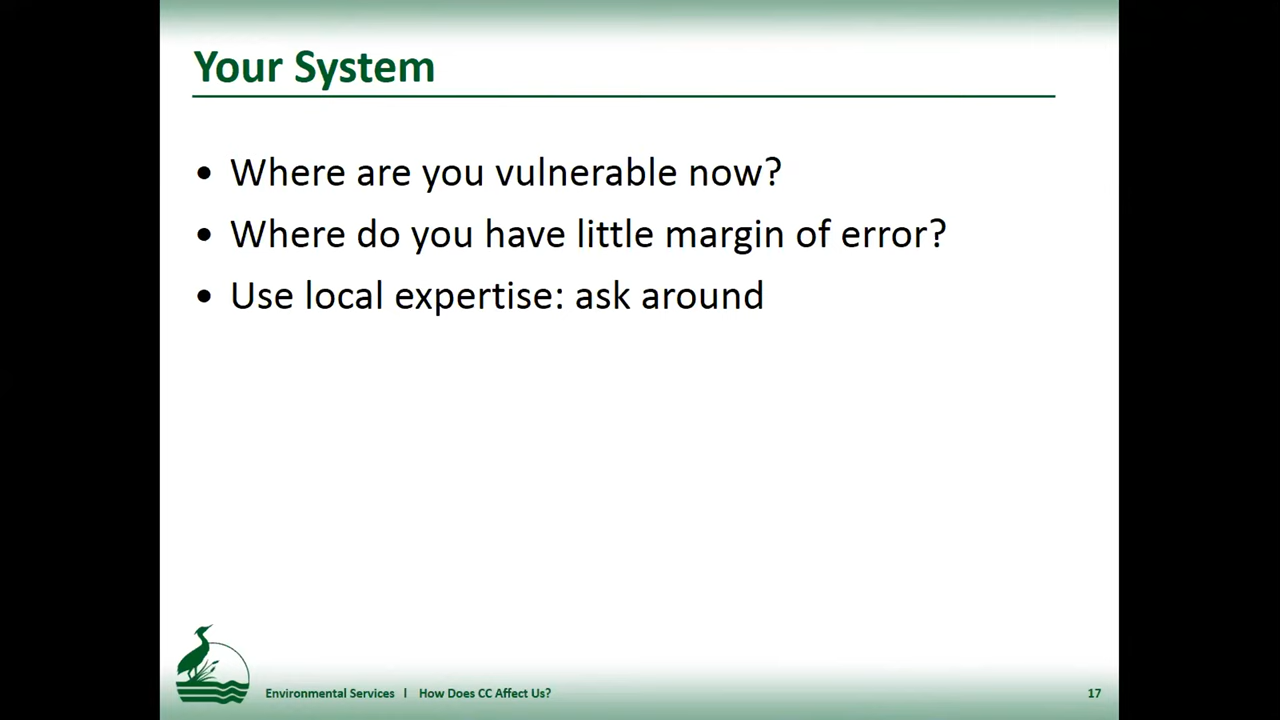 Your System
• Where are you vulnerable now?
• Where do you have little margin of error?
• Use local expertise: ask around
Environmental Services | How Does CC Affect Us? 17